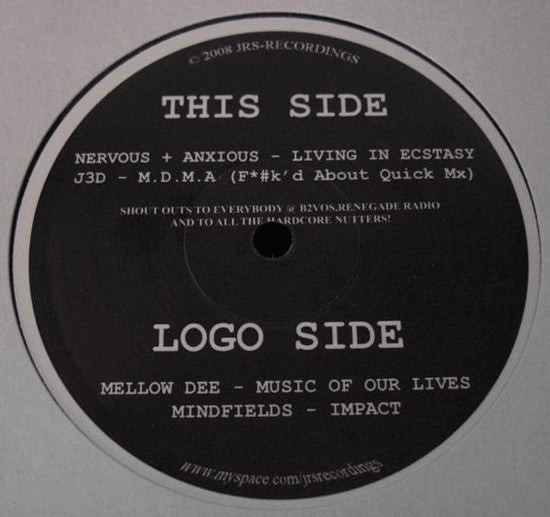 © 2008 JRS-RECORDINGS
THIS SIDE
NERVOUS + ANXIOUS - LIVING IN ECSTASY
J3D - M.D.M.A (F*#k'd About Quick Mx)
SHOUT OUTS TO EVERYBODY @ B2VOS,RENEGADE RADIO
AND TO ALL THE HARDCORE NUTTERS!
LOGO SIDE
MELLOW DEE - MUSIC OF OUR LIVES
MINDFIELDS - IMPACT
www.myspace.com/jrsrecordings